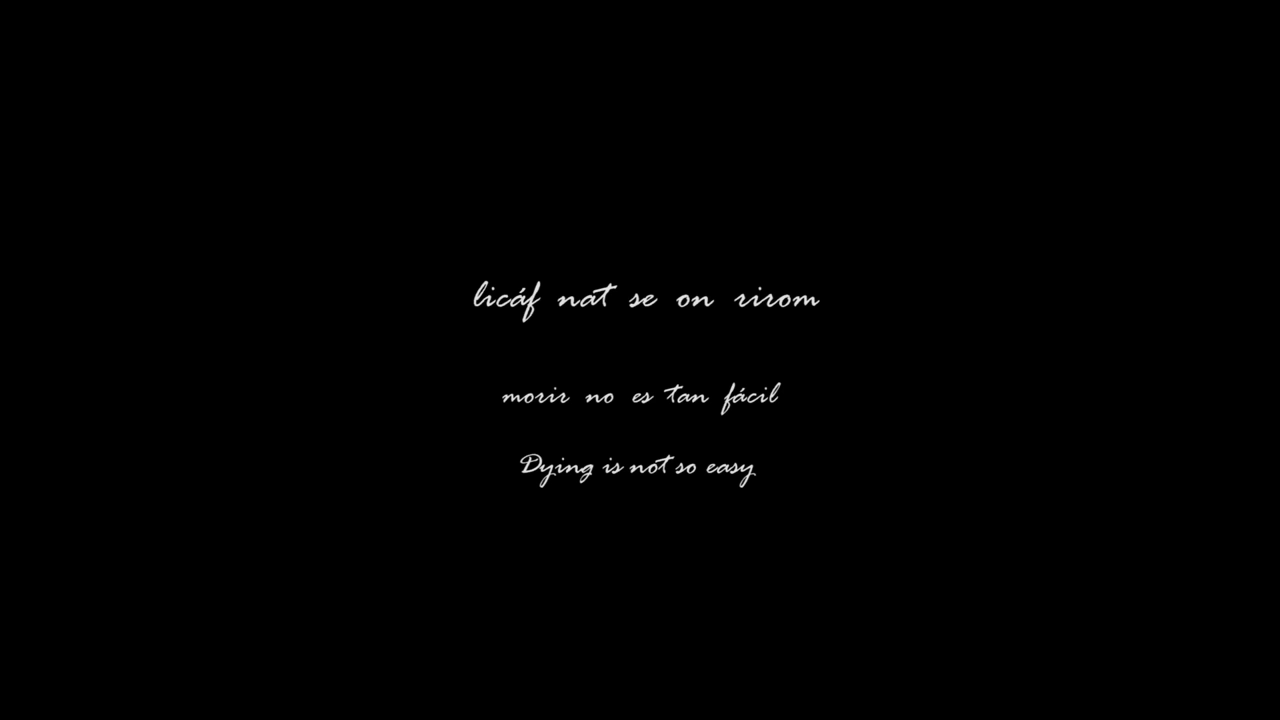 licáf nat se on rirom
morir no es tan fácil
Dying is not so easy